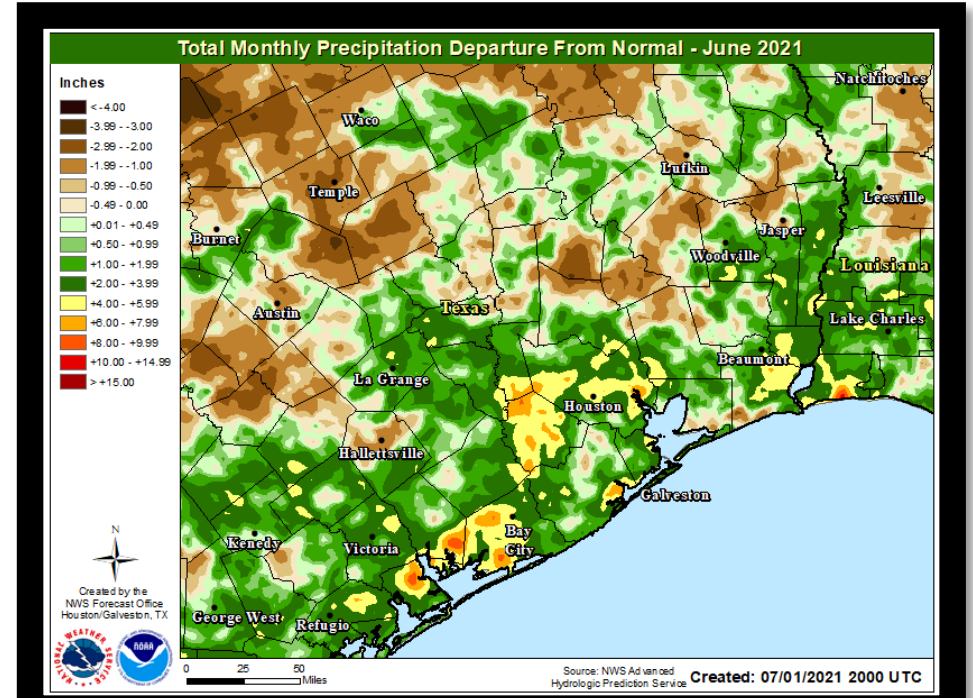 Total Monthly Precipitation Departure From Normal - June 2021
Inches
< -4.00
-3.99 - -3.00
-2.99 - -2.00
-1.99 - -1.00
-0.99 - -0.50
-0.49 - 0.00
+0.01 - +0.49
+0.50 - +0.99
+1.00 - +1.99
+2.00 - +3.99
+4.00 - +5.99
+6.00 - +7.99
+8.00 - +9.99
+10.00 - +14.99
> +15.00
Natchitoches
Waco
Lufkin
Temple
Leesville
Burnet
Jasper
Woodville
Louisiana
Austin
Texas
Lake Charles
Beaumont
La Grange
Houston
Hallettsville
Galveston
Bay
City
Kenedy
Victoria
George West
Refugio
N
Created by the
NWS Forecast Office
Houston/Galveston, TX
NATIONAL WEATHER SERVICE
NOAA
0 25 50
Miles
Source: NWS Advanced
Hydrologic Prediction Service
Created: 07/01/2021 2000 UTC